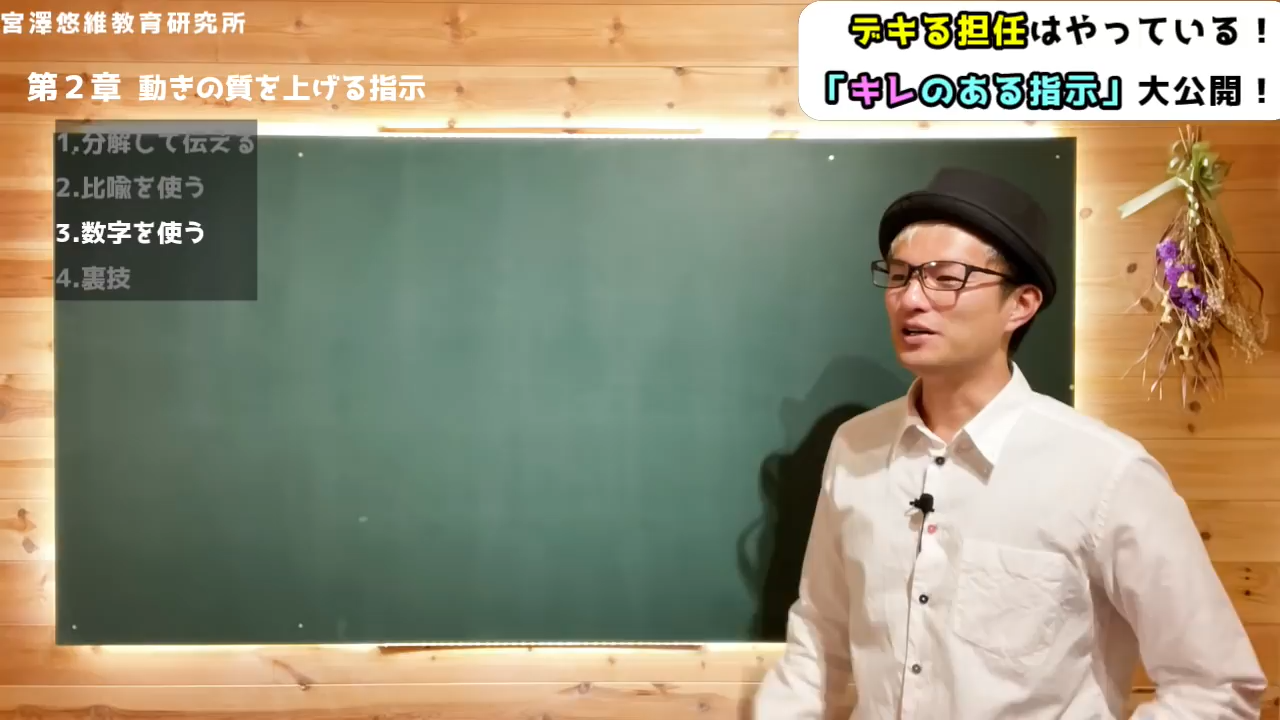 宮澤悠維教育研究所
デキる担任はやっている！
「キレのある指示」大公開！
第２章 動きの質を上げる指示
1.分解して伝える
2.比喩を使う
3.数字を使う
4.裏技